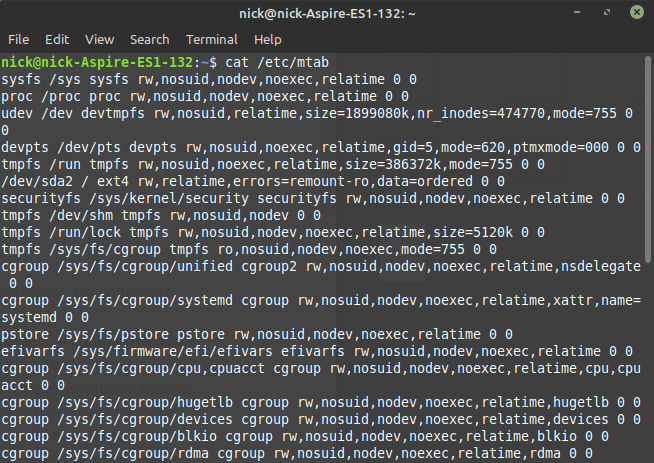 nick@nick-Aspire-ES1-132: ~
File Edit View Search Terminal Help
nick@nick-Aspire-ES1-132:~$ cat /etc/mtab
sysfs /sys sysfs rw,nosuid,nodev,noexec,relatime 0 0
proc /proc proc rw,nosuid,nodev,noexec,relatime 0 0
udev /dev devtmpfs rw,nosuid,relatime,size=1899080k,nr_inodes=474770,mode=755 0
0
devpts /dev/pts devpts rw,nosuid,noexec,relatime,gid=5,mode=620,ptmxmode=000 0 0
tmpfs /run tmpfs rw,nosuid,noexec,relatime,size=386372k,mode=755 0 0
/dev/sda2 / ext4 rw,relatime,errors=remount-ro,data=ordered 0 0
securityfs /sys/kernel/security securityfs rw,nosuid,nodev,noexec,relatime 0 0
tmpfs /dev/shm tmpfs rw,nosuid,nodev 0 0
tmpfs /run/lock tmpfs rw,nosuid,nodev,noexec,relatime,size=5120k 0 0
tmpfs /sys/fs/cgroup tmpfs ro,nosuid,nodev,noexec,mode=755 0 0
cgroup /sys/fs/cgroup/unified cgroup2 rw,nosuid,nodev,noexec,relatime,nsdelegate
0 0
cgroup /sys/fs/cgroup/systemd cgroup rw,nosuid,nodev,noexec,relatime,xattr,name=
systemd 0 0
pstore /sys/fs/pstore pstore rw,nosuid,nodev,noexec,relatime 0 0
efivarfs /sys/firmware/efi/efivars efivarfs rw,nosuid,nodev,noexec,relatime 0 0
cgroup /sys/fs/cgroup/cpu,cpuacct cgroup rw,nosuid,nodev,noexec,relatime,cpu,cpu
acct 0 0
cgroup /sys/fs/cgroup/hugetlb cgroup rw,nosuid,nodev,noexec,relatime,hugetlb 0 0
cgroup /sys/fs/cgroup/devices cgroup rw,nosuid,nodev,noexec,relatime,devices 0 0
cgroup /sys/fs/cgroup/blkio cgroup rw,nosuid,nodev,noexec,relatime,blkio 0 0
cgroup /sys/fs/cgroup/rdma cgroup rw,nosuid,nodev,noexec,relatime,rdma 0 0